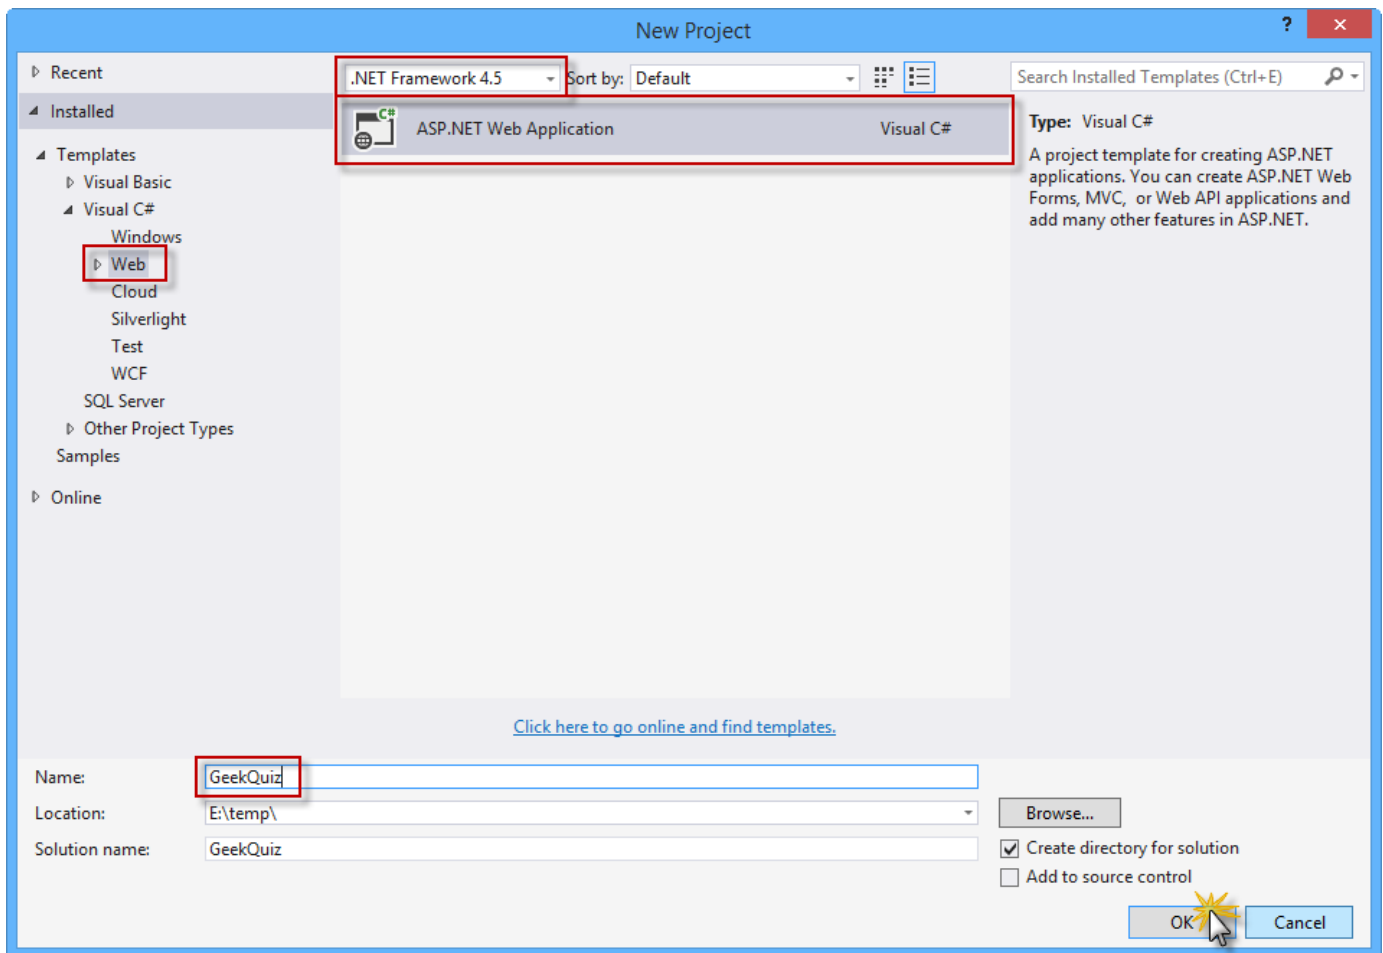 New Project
?
Recent
.NET Framework 4.5
Sort by: Default
Search Installed Templates (Ctrl+E)
Installed
C#
ASP.NET Web Application
Visual C#
Type: Visual C#
A project template for creating ASP.NET
applications. You can create ASP.NET Web
Forms, MVC, or Web API applications and
add many other features in ASP.NET.
Templates
Visual Basic
Visual C#
Windows
Web
Cloud
Silverlight
Test
WCF
SQL Server
Other Project Types
Samples
Online
Click here to go online and find templates.
Name: GeekQuiz
Location: E:\temp\
Browse...
Solution name: GeekQuiz
Create directory for solution
Add to source control
OK
Cancel